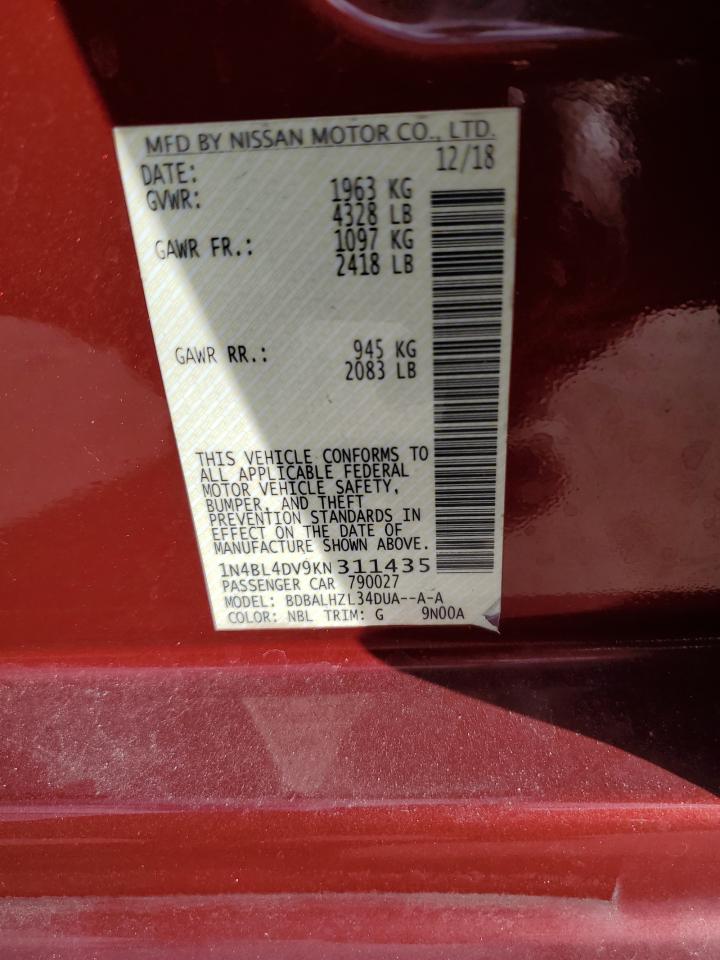 MFD BY NISSAN MOTOR CO., LTD.
DATE: 12/18
GVWR: 1963 KG
4328 LB
GAWR FR.: 1097 KG
2418 LB
GAWR RR.: 945 KG
2083 LB
THIS VEHICLE CONFORMS TO
ALL APPLICABLE FEDERAL
MOTOR VEHICLE SAFETY,
BUMPER, AND THEFT
PREVENTION STANDARDS IN
EFFECT ON THE DATE OF
MANUFACTURE SHOWN ABOVE.
1N4BL4DV9KN311435
PASSENGER CAR 790027
MODEL: BDBALHZL34DUA--A-A
COLOR: NBL TRIM: G 9N00A